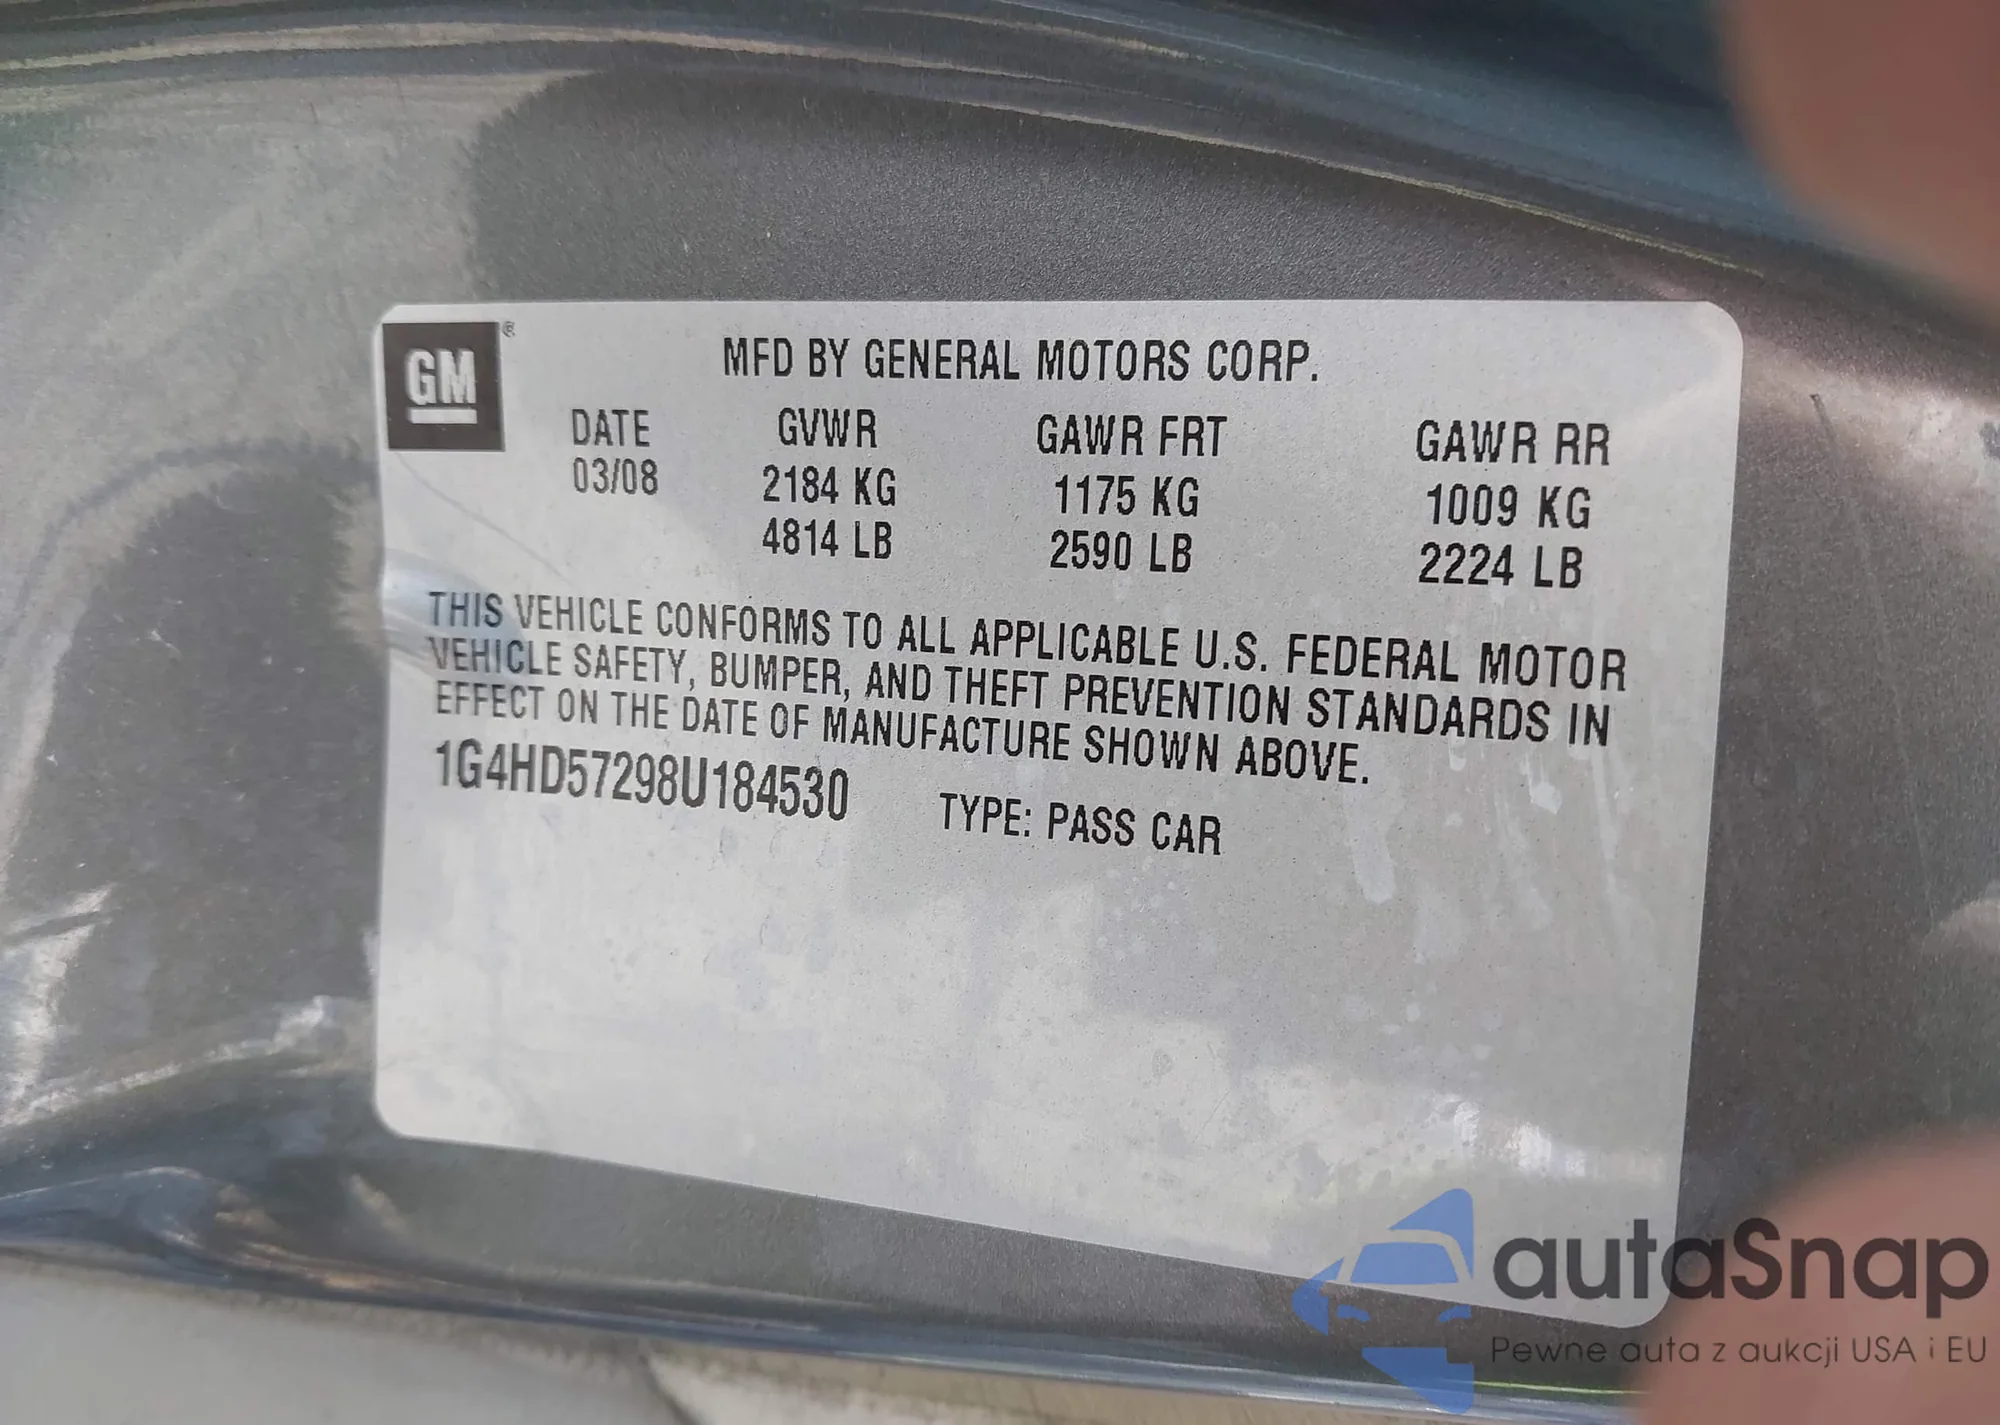 GM ®
MFD BY GENERAL MOTORS CORP.
DATE GVWR GAWR FRT GAWR RR
03/08 2184 KG 1175 KG 1009 KG
4814 LB 2590 LB 2224 LB
THIS VEHICLE CONFORMS TO ALL APPLICABLE U.S. FEDERAL MOTOR
VEHICLE SAFETY, BUMPER, AND THEFT PREVENTION STANDARDS IN
EFFECT ON THE DATE OF MANUFACTURE SHOWN ABOVE.
1G4HD57298U184530 TYPE: PASS CAR
autaSnap
Pewne auta z aukcji USA i EU